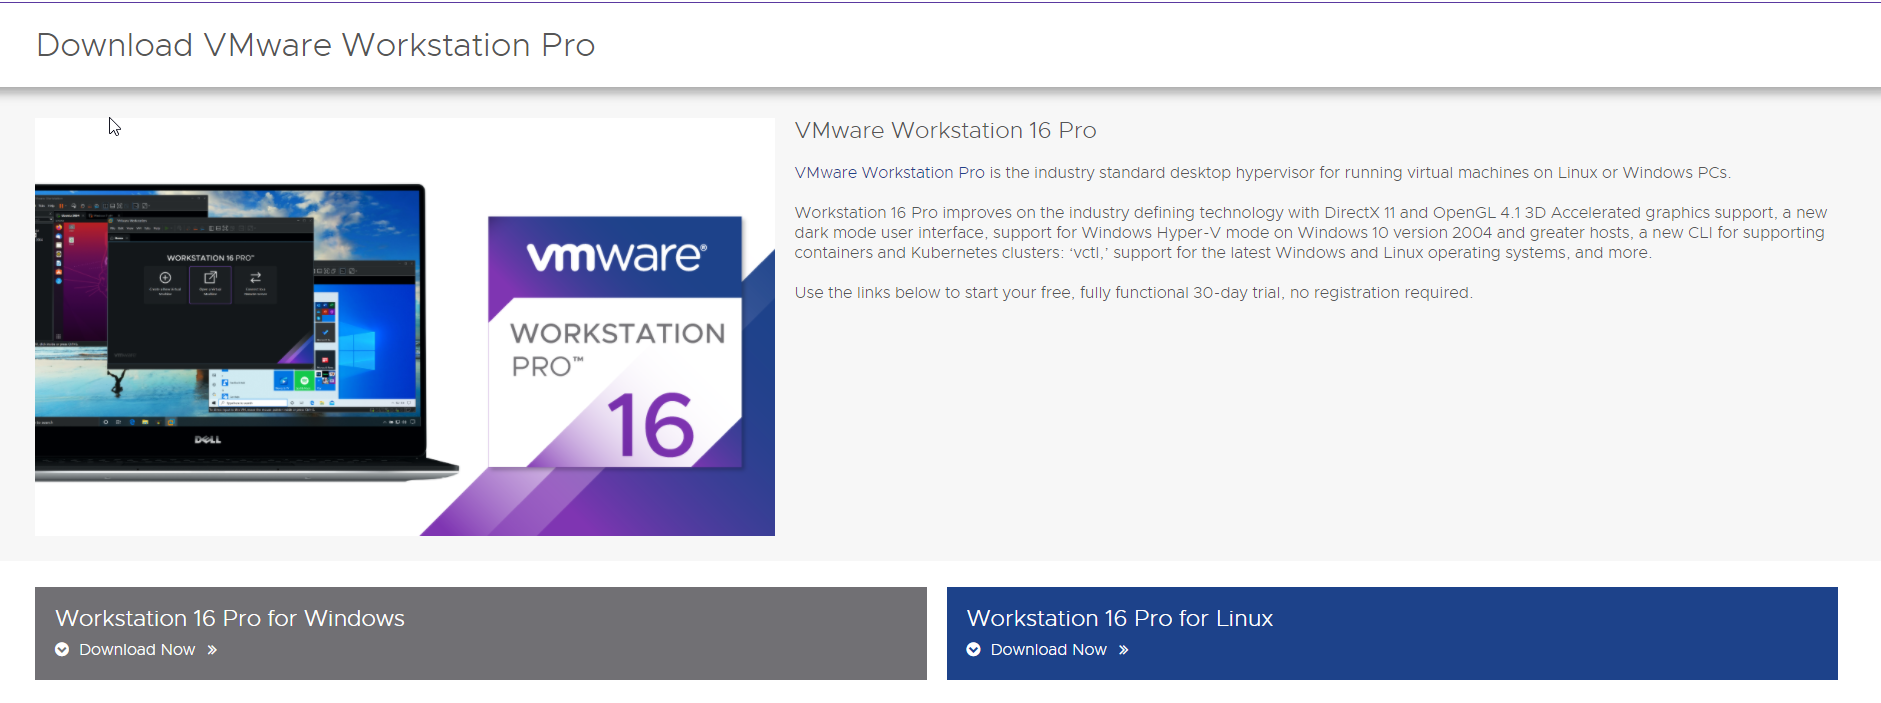 Download VMware Workstation Pro
WORKSTATION 16 PRO™
DELL
vmware®
WORKSTATION
PRO™
16
VMware Workstation 16 Pro
VMware Workstation Pro is the industry standard desktop hypervisor for running virtual machines on Linux or Windows PCs.
Workstation 16 Pro improves on the industry defining technology with DirectX 11 and OpenGL 4.1 3D Accelerated graphics support, a new
dark mode user interface, support for Windows Hyper-V mode on Windows 10 version 2004 and greater hosts, a new CLI for supporting
containers and Kubernetes clusters: ‘vctl,’ support for the latest Windows and Linux operating systems, and more.
Use the links below to start your free, fully functional 30-day trial, no registration required.
Workstation 16 Pro for Windows
Download Now »
Workstation 16 Pro for Linux
Download Now »